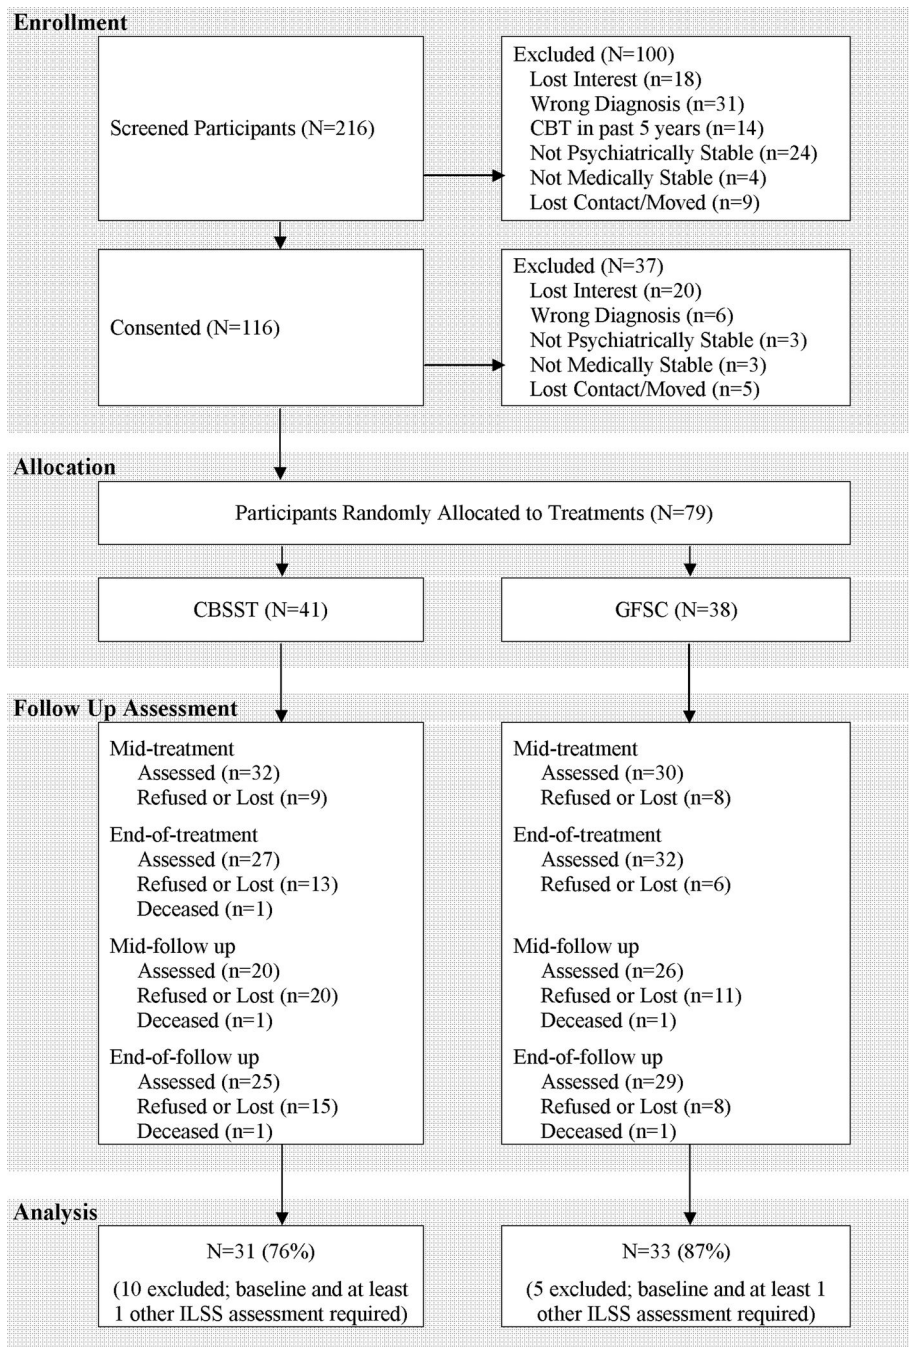 Enrollment
Screened Participants (N=216)
Excluded (N=100)
Lost Interest (n=18)
Wrong Diagnosis (n=31)
CBT in past 5 years (n=14)
Not Psychiatrically Stable (n=24)
Not Medically Stable (n=4)
Lost Contact/Moved (n=9)
Consented (N=116)
Excluded (N=37)
Lost Interest (n=20)
Wrong Diagnosis (n=6)
Not Psychiatrically Stable (n=3)
Not Medically Stable (n=3)
Lost Contact/Moved (n=5)
Allocation
Participants Randomly Allocated to Treatments (N=79)
CBSST (N=41)
GFSC (N=38)
Follow Up Assessment
Mid-treatment
Assessed (n=32)
Refused or Lost (n=9)
End-of-treatment
Assessed (n=27)
Refused or Lost (n=13)
Deceased (n=1)
Mid-follow up
Assessed (n=20)
Refused or Lost (n=20)
Deceased (n=1)
End-of-follow up
Assessed (n=25)
Refused or Lost (n=15)
Deceased (n=1)
Mid-treatment
Assessed (n=30)
Refused or Lost (n=8)
End-of-treatment
Assessed (n=32)
Refused or Lost (n=6)
Mid-follow up
Assessed (n=26)
Refused or Lost (n=11)
Deceased (n=1)
End-of-follow up
Assessed (n=29)
Refused or Lost (n=8)
Deceased (n=1)
Analysis
N=31 (76%)
(10 excluded; baseline and at least
1 other ILSS assessment required)
N=33 (87%)
(5 excluded; baseline and at least 1
other ILSS assessment required)